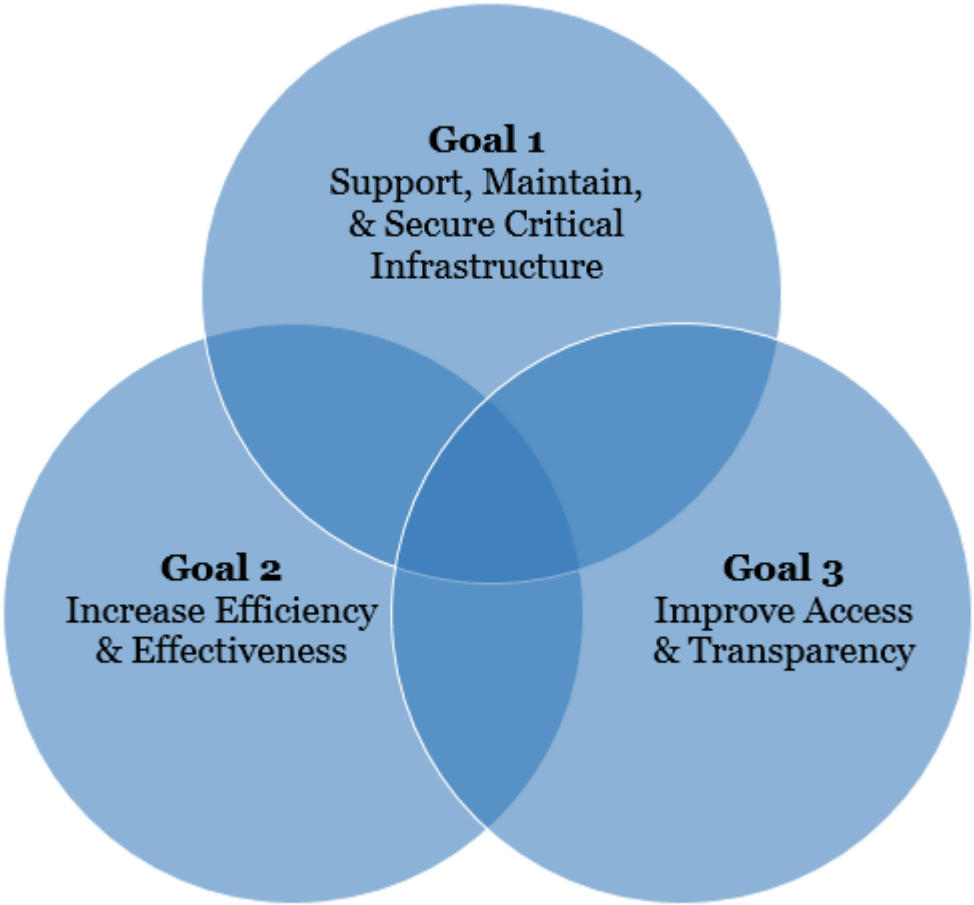 Goal 1
Support, Maintain,
& Secure Critical
Infrastructure
Goal 2
Increase Efficiency
& Effectiveness
Goal 3
Improve Access
& Transparency